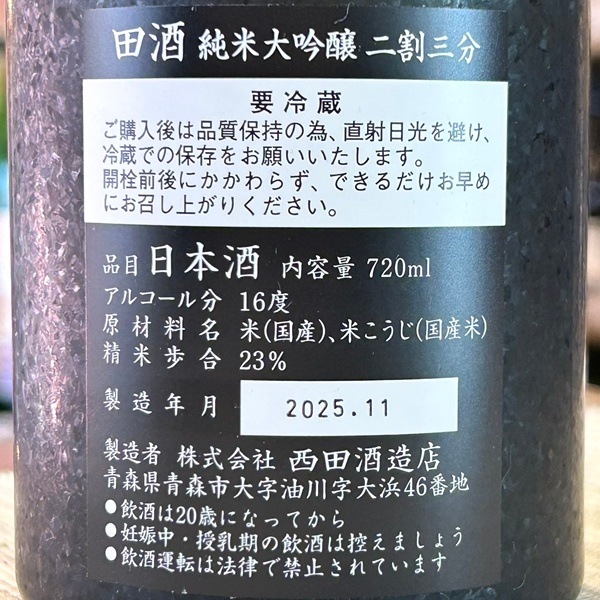 田酒 純米大吟醸 二割三分
要冷蔵
ご購入後は品質保持の為、直射日光を避け、
冷蔵での保存をお願いいたします。
開栓前後にかかわらず、できるだけお早め
にお召し上がりください。
品目 日本酒 内容量 720ml
アルコール分 16度
原材料名 米(国産)、米こうじ(国産米)
精米歩合 23%
製造年月 2025.11
製造者 株式会社 西田酒造店
青森県青森市大字油川字大浜46番地
●飲酒は20歳になってから
●妊娠中・授乳期の飲酒は控えましょう
●飲酒運転は法律で禁止されています